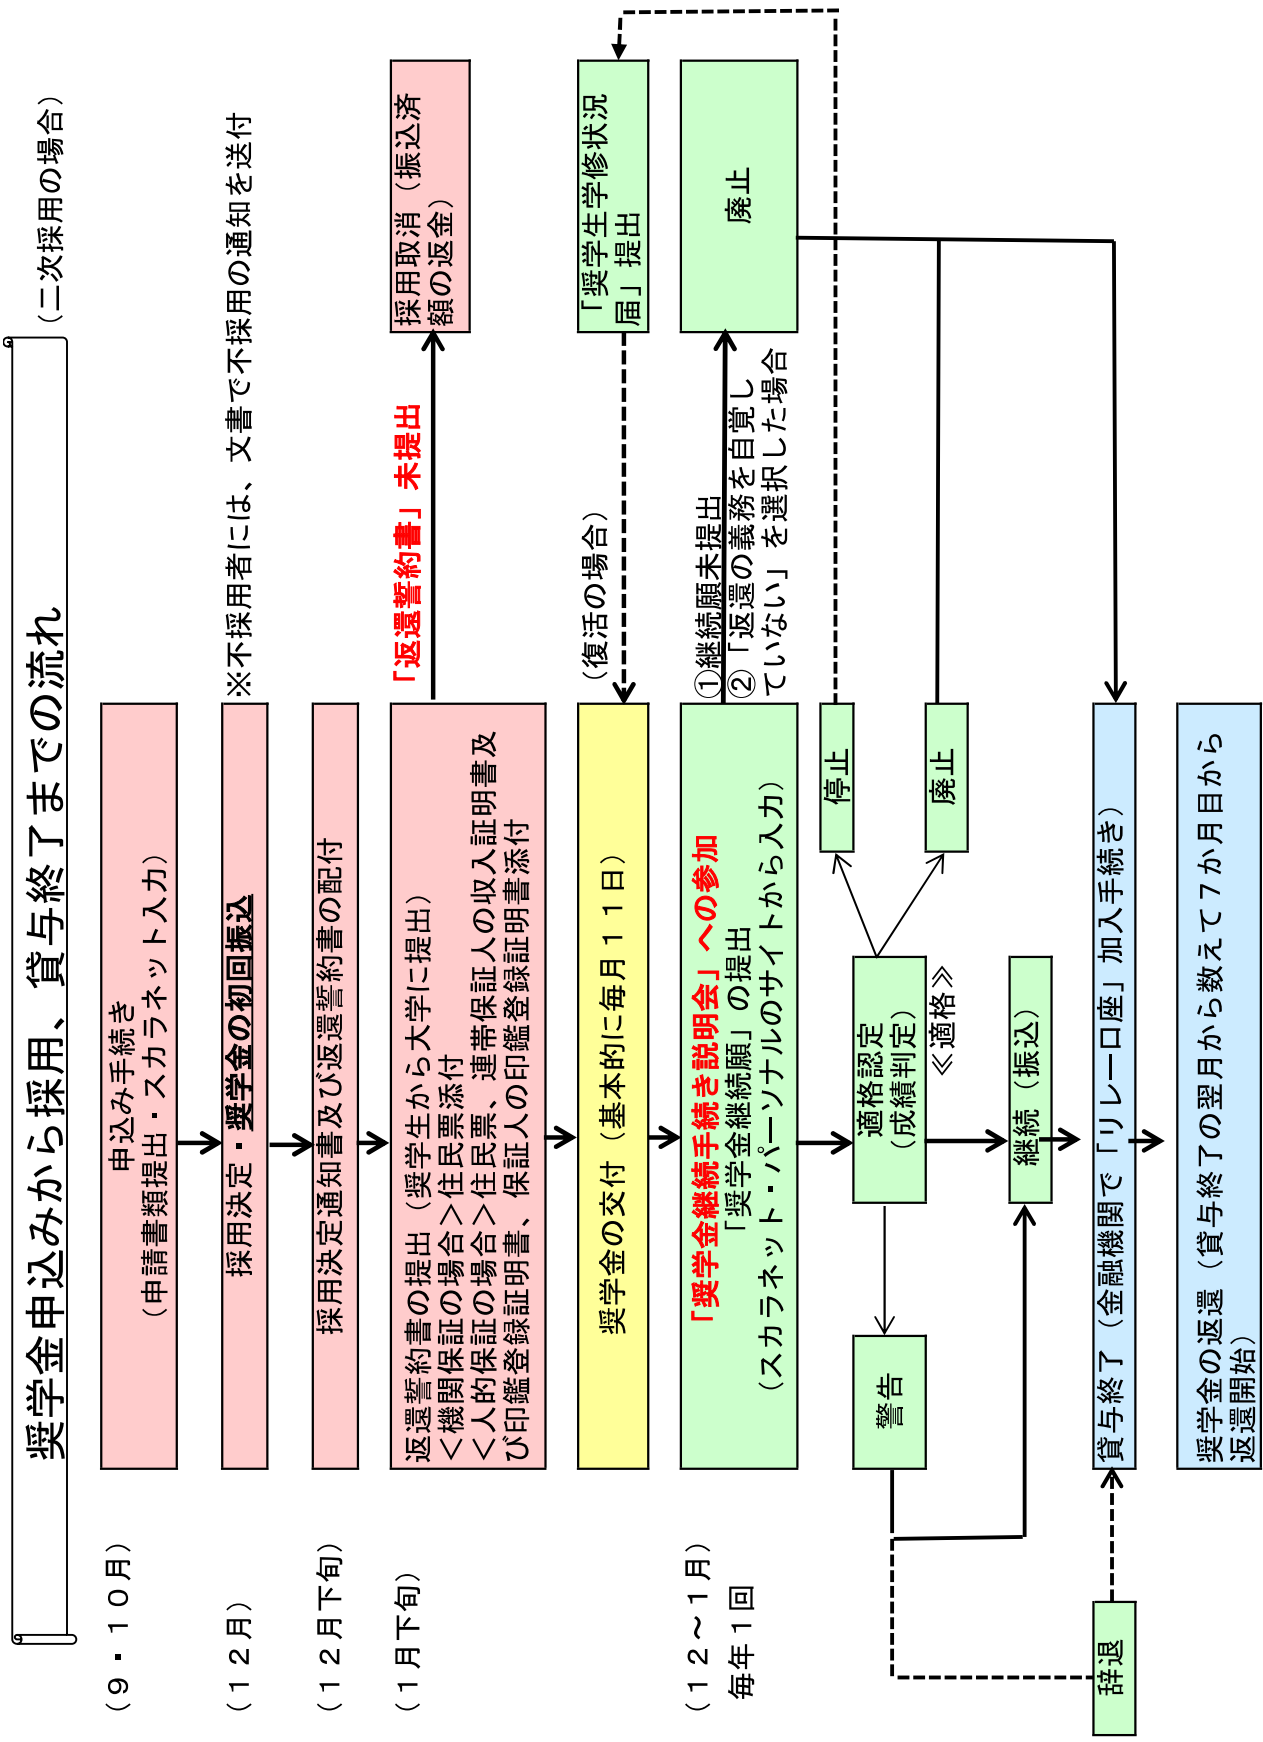 奨学金申込みから採用、貸与終了までの流れ
（二次採用の場合）
（９・１０月）
申込み手続き
（申請書類提出・スカラネット入力）
（１２月）
採用決定・奨学金の初回振込
※不採用者には、文書で不採用の通知を送付
（１２月下旬）
採用決定通知書及び返還誓約書の配付
（１月下旬）
返還誓約書の提出（奨学生から大学に提出）
＜機関保証の場合＞住民票添付
＜人的保証の場合＞住民票、連帯保証人の収入証明書及
び印鑑登録証明書、保証人の印鑑登録証明書添付
「返還誓約書」未提出
採用取消（振込済
額の返金）
奨学金の交付（基本的に毎月１１日）
（復活の場合）
「奨学生学修状況
届」提出
（１２～１月）
毎年１回
「奨学金継続手続き説明会」への参加
「奨学金継続願」の提出
（スカラネット・パーソナルのサイトから入力）
①継続願未提出
②「返還の義務を自覚し
ていない」を選択した場合
廃止
停止
廃止
警告
適格認定
（成績判定）
≪適格≫
継続（振込）
辞退
貸与終了（金融機関で「リレー口座」加入手続き）
奨学金の返還（貸与終了の翌月から数えて７か月目から
返還開始）